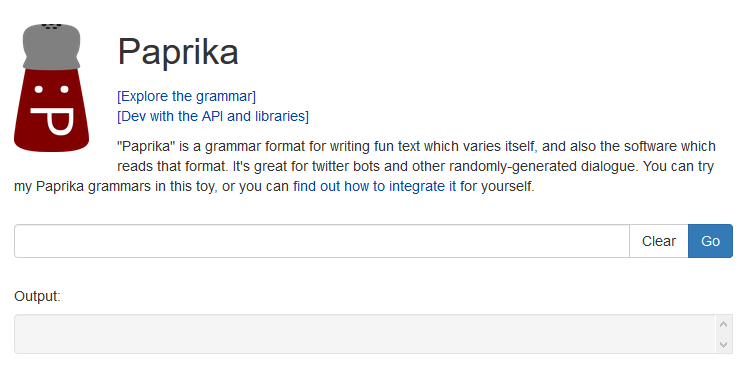 Paprika
[Explore the grammar]
[Dev with the API and libraries]
"Paprika" is a grammar format for writing fun text which varies itself, and also the software which
reads that format. It's great for twitter bots and other randomly-generated dialogue. You can try
my Paprika grammars in this toy, or you can find out how to integrate it for yourself.
Clear Go
Output: